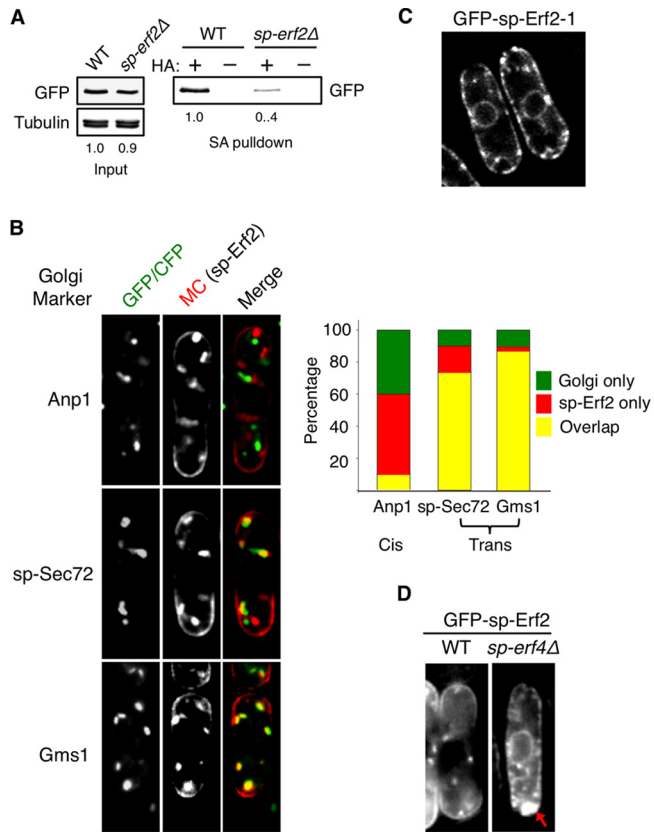 A
WT
sp-erf2Δ
WT
sp-erf2Δ
HA: + − + −
GFP
GFP
Tubulin
1.0 0.9
1.0 0..4
Input
SA pulldown
C
GFP-sp-Erf2-1
B
Golgi
Marker
GFP/CFP
MC (sp-Erf2)
Merge
Anp1
sp-Sec72
Gms1
Percentage
100
80
60
40
20
Anp1 sp-Sec72 Gms1
Cis Trans
Golgi only
sp-Erf2 only
Overlap
D
GFP-sp-Erf2
WT sp-erf4Δ